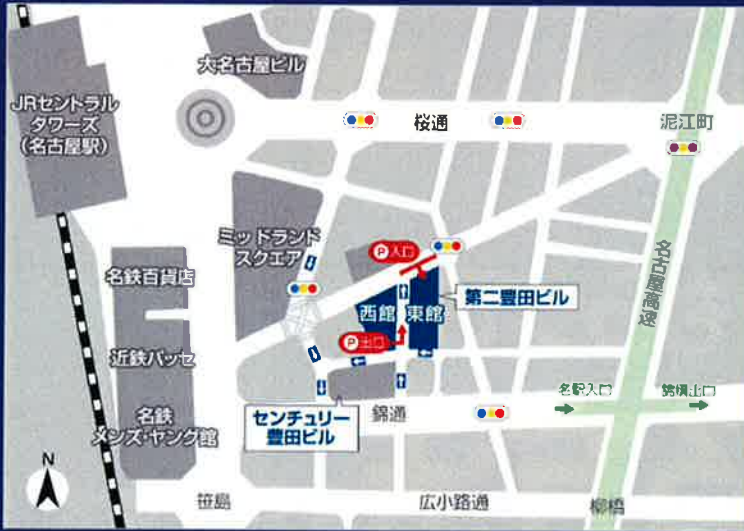 大名古屋ビル
JRセントラル
タワーズ
(名古屋駅)
桜通
泥江町
ミッドランド
スクエア
P入口
名古屋高速
名鉄百貨店
第二豊田ビル
西館 東館
P出口
近鉄パッセ
名駅入口
錦橋出口
名鉄
メンズ・ヤング館
センチュリー
豊田ビル
錦通
N
笹島
広小路通
柳橋